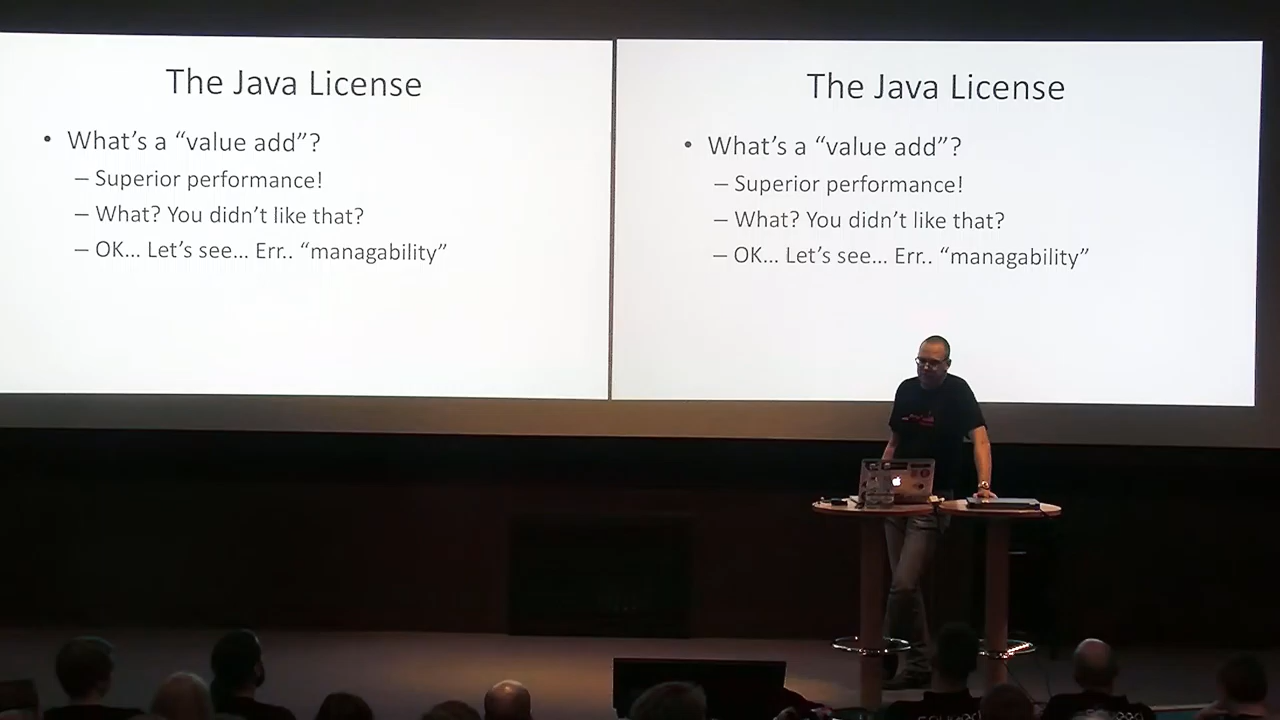 The Java License
• What's a “value add”?
– Superior performance!
– What? You didn't like that?
– OK... Let's see... Err.. “managability”
The Java License
• What's a “value add”?
– Superior performance!
– What? You didn't like that?
– OK... Let's see... Err.. “managability”